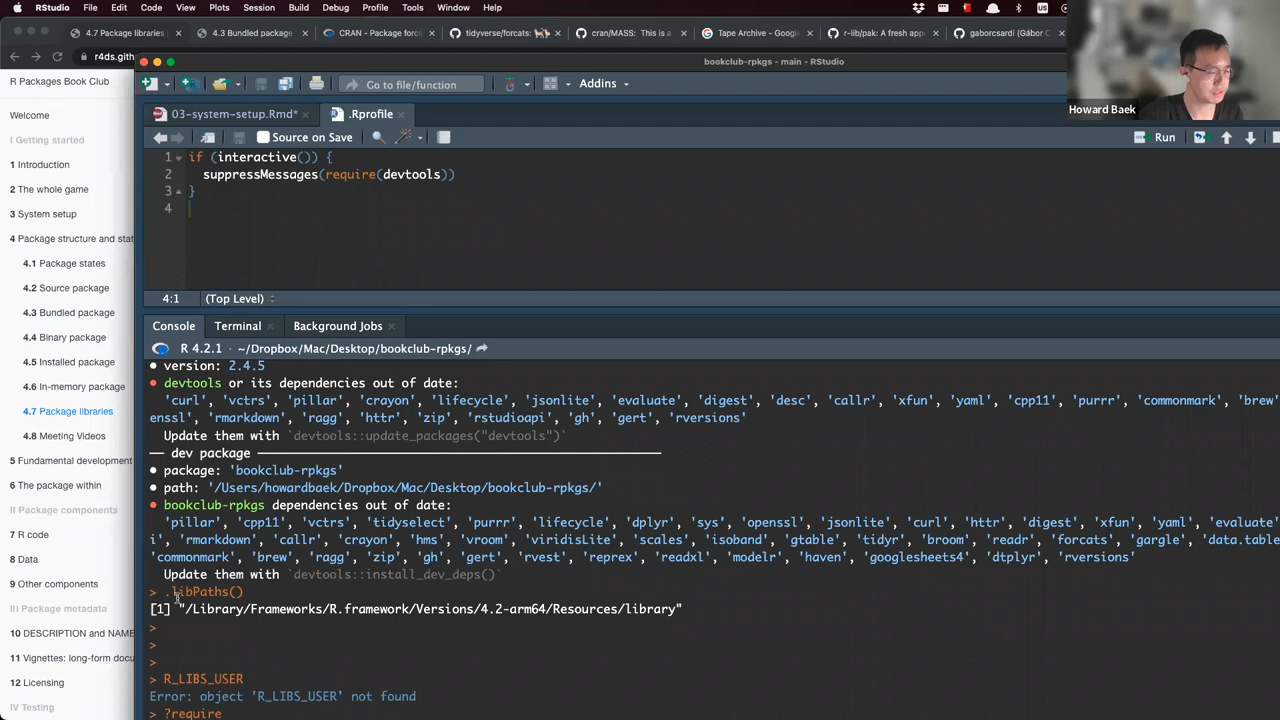 RStudio File Edit Code View Plots Session Build Debug Profile Tools Window Help
4.7 Package libraries
4.3 Bundled package
CRAN - Package for
tidyverse/forcats:
cran/MASS: This is a
Tape Archive - Google
r-lib/pak: A fresh app
gaborcsardi (Gábor C
r4ds.gith
bookclub-rpkgs - main - RStudio
R Packages Book Club
Welcome
I Getting started
1 Introduction
2 The whole game
3 System setup
4 Package structure and stat
4.1 Package states
4.2 Source package
4.3 Bundled package
4.4 Binary package
4.5 Installed package
4.6 In-memory package
4.7 Package libraries
4.8 Meeting Videos
5 Fundamental development
6 The package within
II Package components
7 R code
8 Data
9 Other components
III Package metadata
10 DESCRIPTION and NAME
11 Vignettes: long-form docu
12 Licensing
IV Testing
Go to file/function
Addins
Howard Baek
03-system-setup.Rmd*
.Rprofile
Source on Save
Run
1 if (interactive()) {
2 suppressMessages(require(devtools))
3 }
4
4:1 (Top Level)
Console Terminal Background Jobs
R 4.2.1 · ~/Dropbox/Mac/Desktop/bookclub-rpkgs/
● version: 2.4.5
● devtools or its dependencies out of date:
'curl', 'vctrs', 'pillar', 'crayon', 'lifecycle', 'jsonlite', 'evaluate', 'digest', 'desc', 'callr', 'xfun', 'yaml', 'cpp11', 'purrr', 'commonmark', 'brew'
enssl', 'rmarkdown', 'ragg', 'httr', 'zip', 'rstudioapi', 'gh', 'gert', 'rversions'
Update them with `devtools::update_packages("devtools")`
── dev package ──────────────────────────
● package: 'bookclub-rpkgs'
● path: '/Users/howardbaek/Dropbox/Mac/Desktop/bookclub-rpkgs/'
● bookclub-rpkgs dependencies out of date:
'pillar', 'cpp11', 'vctrs', 'tidyselect', 'purrr', 'lifecycle', 'dplyr', 'sys', 'openssl', 'jsonlite', 'curl', 'httr', 'digest', 'xfun', 'yaml', 'evaluate'
i', 'rmarkdown', 'callr', 'crayon', 'hms', 'vroom', 'viridisLite', 'scales', 'isoband', 'gtable', 'tidyr', 'broom', 'readr', 'forcats', 'gargle', 'data.table
'commonmark', 'brew', 'ragg', 'zip', 'gh', 'gert', 'rvest', 'reprex', 'readxl', 'modelr', 'haven', 'googlesheets4', 'dtplyr', 'rversions'
Update them with `devtools::install_dev_deps()`
> .libPaths()
[1] "/Library/Frameworks/R.framework/Versions/4.2-arm64/Resources/library"
>
>
>
> R_LIBS_USER
Error: object 'R_LIBS_USER' not found
> ?require